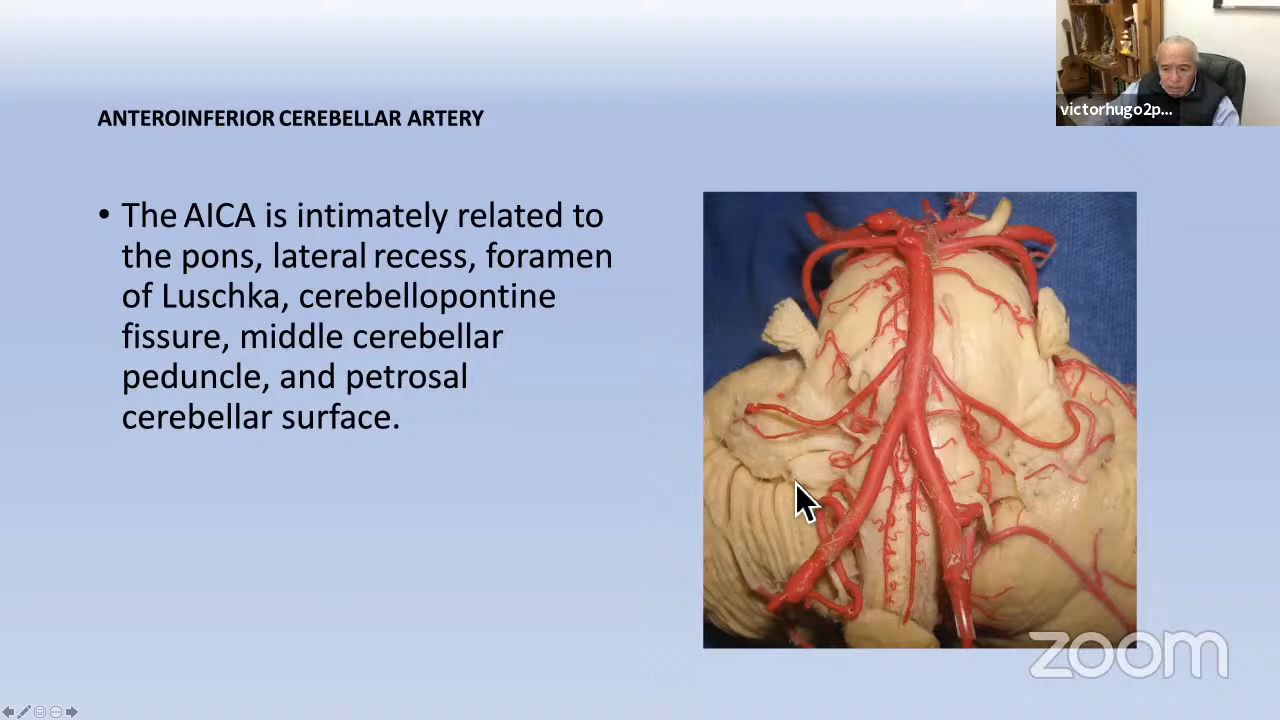 victorhugo2p...
ANTEROINFERIOR CEREBELLAR ARTERY
• The AICA is intimately related to
the pons, lateral recess, foramen
of Luschka, cerebellopontine
fissure, middle cerebellar
peduncle, and petrosal
cerebellar surface.
zoom